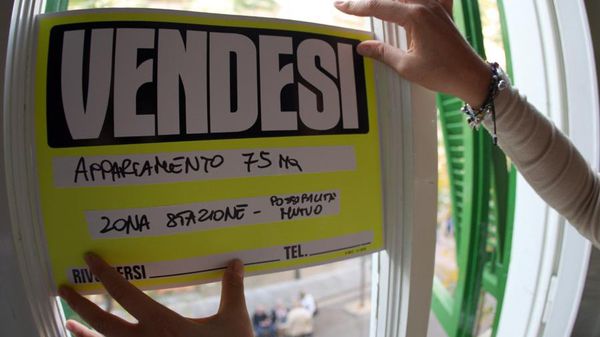 VENDESI
APPARTAMENTO 75 MQ
ZONA STAZIONE - POSSIBILITÀ
MUTUO
RIVOLGERSI TEL.